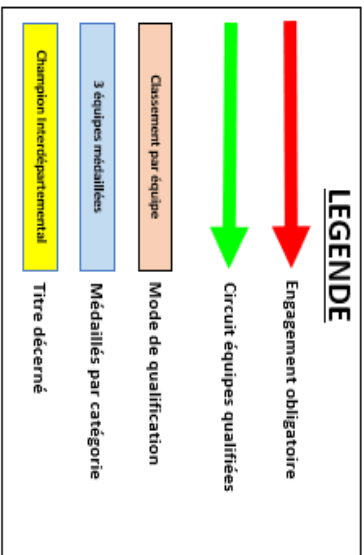 LEGENDE
Engagement obligatoire
Circuit équipes qualifiées
Classement par équipe
Mode de qualification
3 équipes médaillées
Médaillés par catégorie
Champion Interdépartemental
Titre décerné